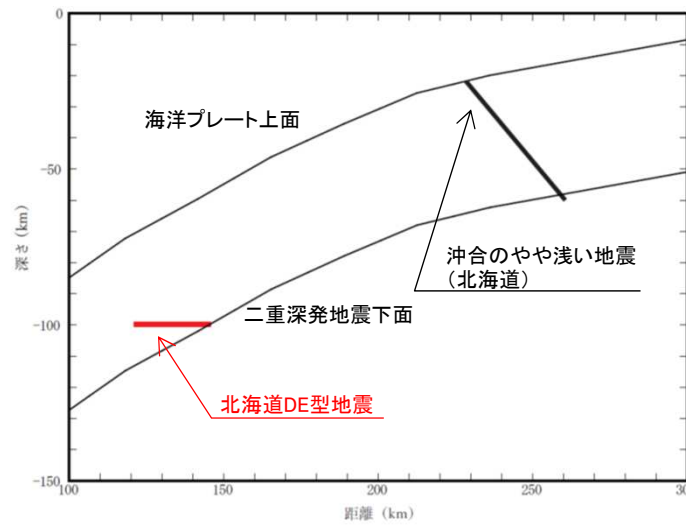 0
海洋プレート上面
-50
深さ (km)
沖合のやや浅い地震
(北海道)
二重深発地震下面
-100
北海道DE型地震
-150
100
150
200
250
30
距離 (km)